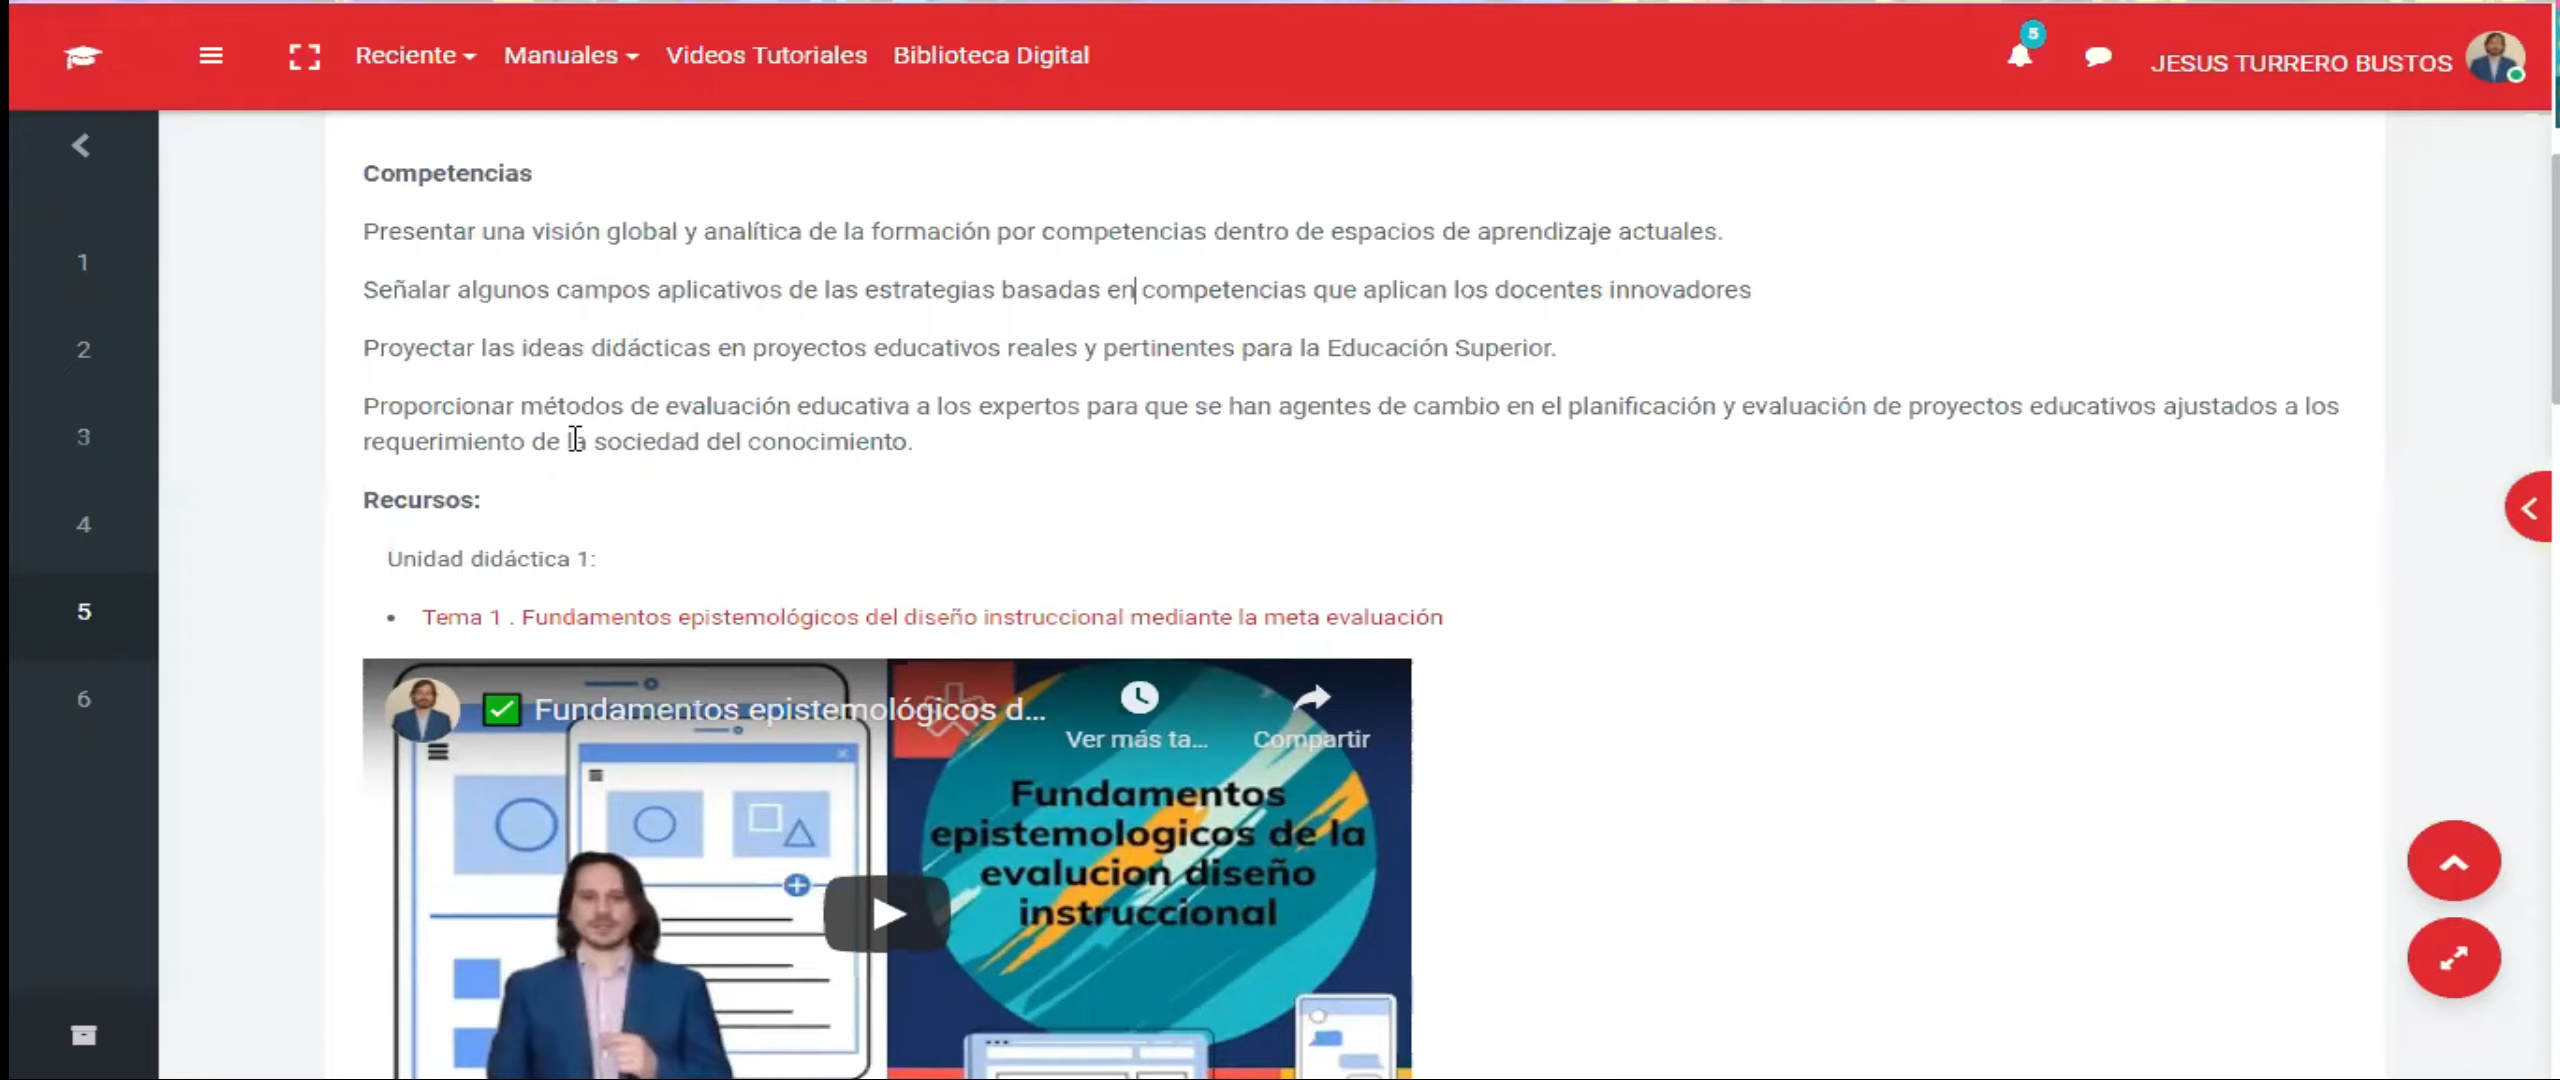 Reciente
Manuales
Videos Tutoriales
Biblioteca Digital
5
JESUS TURRERO BUSTOS
1
2
3
4
5
6
Competencias
Presentar una visión global y analítica de la formación por competencias dentro de espacios de aprendizaje actuales.
Señalar algunos campos aplicativos de las estrategias basadas en competencias que aplican los docentes innovadores
Proyectar las ideas didácticas en proyectos educativos reales y pertinentes para la Educación Superior.
Proporcionar métodos de evaluación educativa a los expertos para que se han agentes de cambio en el planificación y evaluación de proyectos educativos ajustados a los
requerimiento de la sociedad del conocimiento.
Recursos:
Unidad didáctica 1:
• Tema 1 . Fundamentos epistemológicos del diseño instruccional mediante la meta evaluación
Fundamentos epistemológicos d...
Ver más ta...
Compartir
Fundamentos
epistemologicos de la
evalucion diseño
instruccional